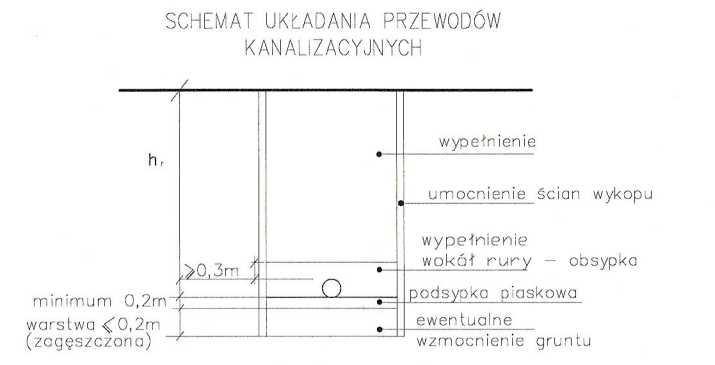 SCHEMAT UKŁADANIA PRZEWODÓW
KANALIZACYJNYCH
wypełnienie
hr
umocnienie ścian wykopu
wypełnienie
wokół rury – obsypka
⩾0,3m
podsypka piaskowa
minimum 0,2m
ewentualne
wzmocnienie gruntu
warstwa ⩽0,2m
(zagęszczona)